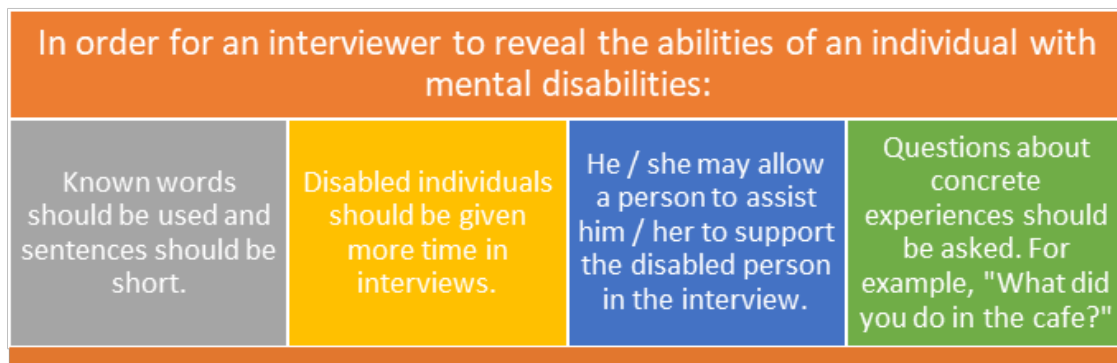 In order for an interviewer to reveal the abilities of an individual with
mental disabilities:
Known words
should be used and
sentences should be
short.
Disabled individuals
should be given
more time in
interviews.
He / she may allow
a person to assist
him / her to support
the disabled person
in the interview.
Questions about
concrete
experiences should
be asked. For
example, "What did
you do in the cafe?"